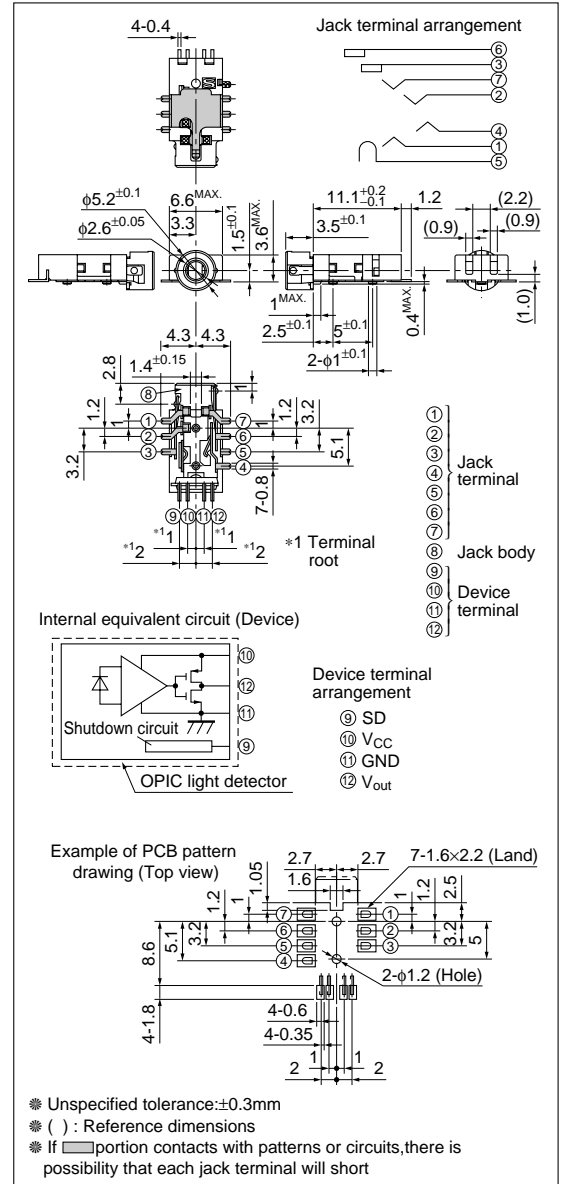 4-0.4
Jack terminal arrangement
⑥
③
⑦
②
④
①
⑤
φ5.2±0.1
φ2.6±0.05
6.6MAX.
3.3
1.5±0.1
3.6MAX.
11.1+0.2 -0.1
1.2
3.5±0.1
(2.2)
(0.9)
(0.9)
1MAX.
2.5±0.1
5±0.1
2-φ1±0.1
0.4MAX.
(1.0)
4.3 4.3
1.4±0.15
2.8
1
⑧
1.2
1
3.2
①
②
③
⑦
⑥
⑤
④
1
1.2
3.2
5.1
7-0.8
⑨ ⑩ ⑪ ⑫
*11 *11
*12 *12
*1 Terminal
root
①
②
③
④
⑤
⑥
⑦
Jack
terminal
⑧ Jack body
⑨
⑩
⑪
⑫
Device
terminal
Internal equivalent circuit (Device)
⑩
⑫
⑪
⑨
Shutdown circuit
OPIC light detector
Device terminal
arrangement
⑨ SD
⑩ VCC
⑪ GND
⑫ Vout
Example of PCB pattern
drawing (Top view)
2.7 2.7
1.6
7-1.6×2.2 (Land)
1.05
1
1.2
3.2
5.1
8.6
4-1.8
⑦
⑥
⑤
④
①
②
③
1
1.2
2.5
3.2
5
2-φ1.2 (Hole)
4-0.6
4-0.35
1 1
2 2
❋ Unspecified tolerance:±0.3mm
❋ ( ) : Reference dimensions
❋ If portion contacts with patterns or circuits,there is
possibility that each jack terminal will short